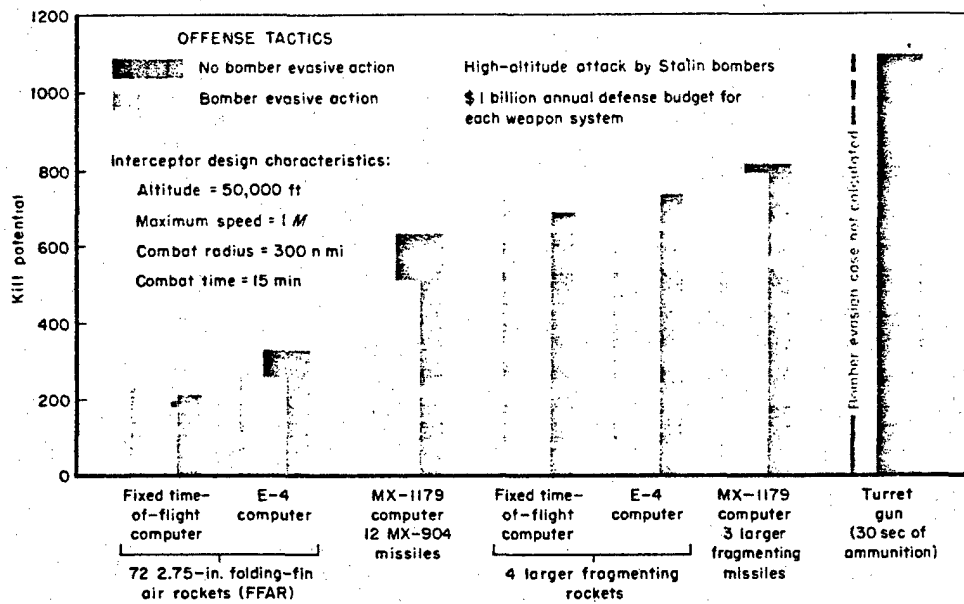 1200
1000
800
600
400
200
0
Kill potential
OFFENSE TACTICS
No bomber evasive action
Bomber evasive action
High-altitude attack by Stalin bombers
$1 billion annual defense budget for
each weapon system
Interceptor design characteristics:
Altitude = 50,000 ft
Maximum speed = 1 M
Combat radius = 300 n mi
Combat time = 15 min
Bomber evasion case not calculated
Fixed time-
of-flight
computer
E-4
computer
72 2.75-in. folding-fin
air rockets (FFAR)
MX-1179
computer
12 MX-904
missiles
Fixed time-
of-flight
computer
E-4
computer
4 larger fragmenting
rockets
MX-1179
computer
3 larger
fragmenting
missiles
Turret
gun
(30 sec of
ammunition)